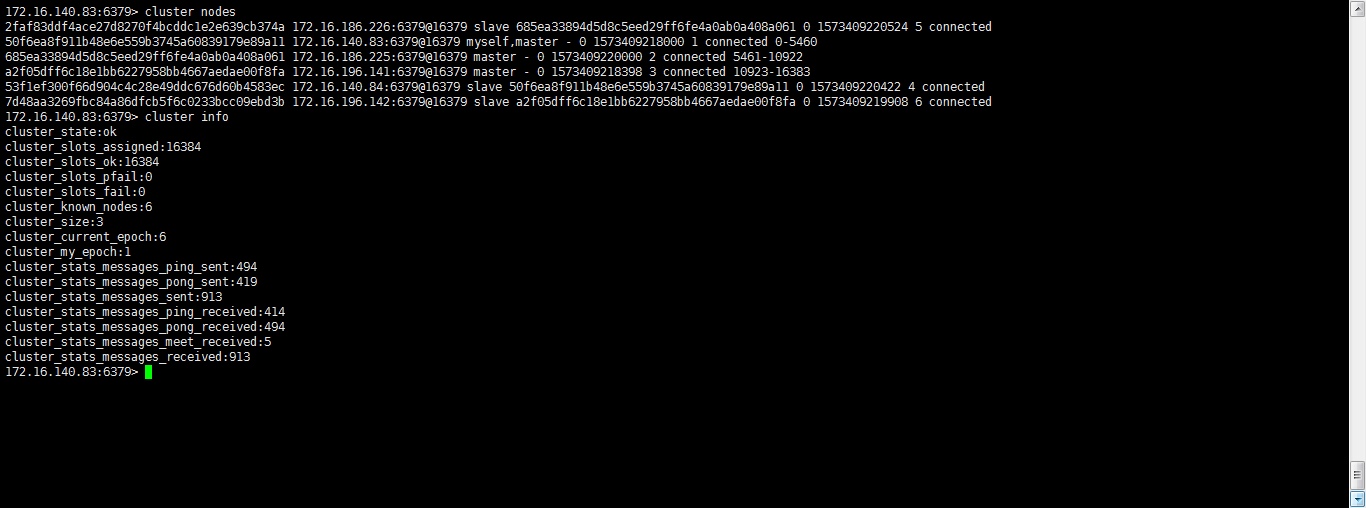 172.16.140.83:6379> cluster nodes
2faf83ddf4ace27d8270f4bcddc1e2e639cb374a 172.16.186.226:6379@16379 slave 685ea33894d5d8c5eed29ff6fe4a0ab0a408a061 0 1573409220524 5 connected
50f6ea8f911b48e6e559b3745a60839179e89a11 172.16.140.83:6379@16379 myself,master - 0 1573409218000 1 connected 0-5460
685ea33894d5d8c5eed29ff6fe4a0ab0a408a061 172.16.186.225:6379@16379 master - 0 1573409220000 2 connected 5461-10922
a2f05dff6c18e1bb6227958bb4667aedae00f8fa 172.16.196.141:6379@16379 master - 0 1573409218398 3 connected 10923-16383
53f1ef300f66d904c4c28e49ddc676d60b4583ec 172.16.140.84:6379@16379 slave 50f6ea8f911b48e6e559b3745a60839179e89a11 0 1573409220422 4 connected
7d48aa3269fbc84a86dfcb5f6c0233bcc09ebd3b 172.16.196.142:6379@16379 slave a2f05dff6c18e1bb6227958bb4667aedae00f8fa 0 1573409219908 6 connected
172.16.140.83:6379> cluster info
cluster_state:ok
cluster_slots_assigned:16384
cluster_slots_ok:16384
cluster_slots_pfail:0
cluster_slots_fail:0
cluster_known_nodes:6
cluster_size:3
cluster_current_epoch:6
cluster_my_epoch:1
cluster_stats_messages_ping_sent:494
cluster_stats_messages_pong_sent:419
cluster_stats_messages_sent:913
cluster_stats_messages_ping_received:414
cluster_stats_messages_pong_received:494
cluster_stats_messages_meet_received:5
cluster_stats_messages_received:913
172.16.140.83:6379>